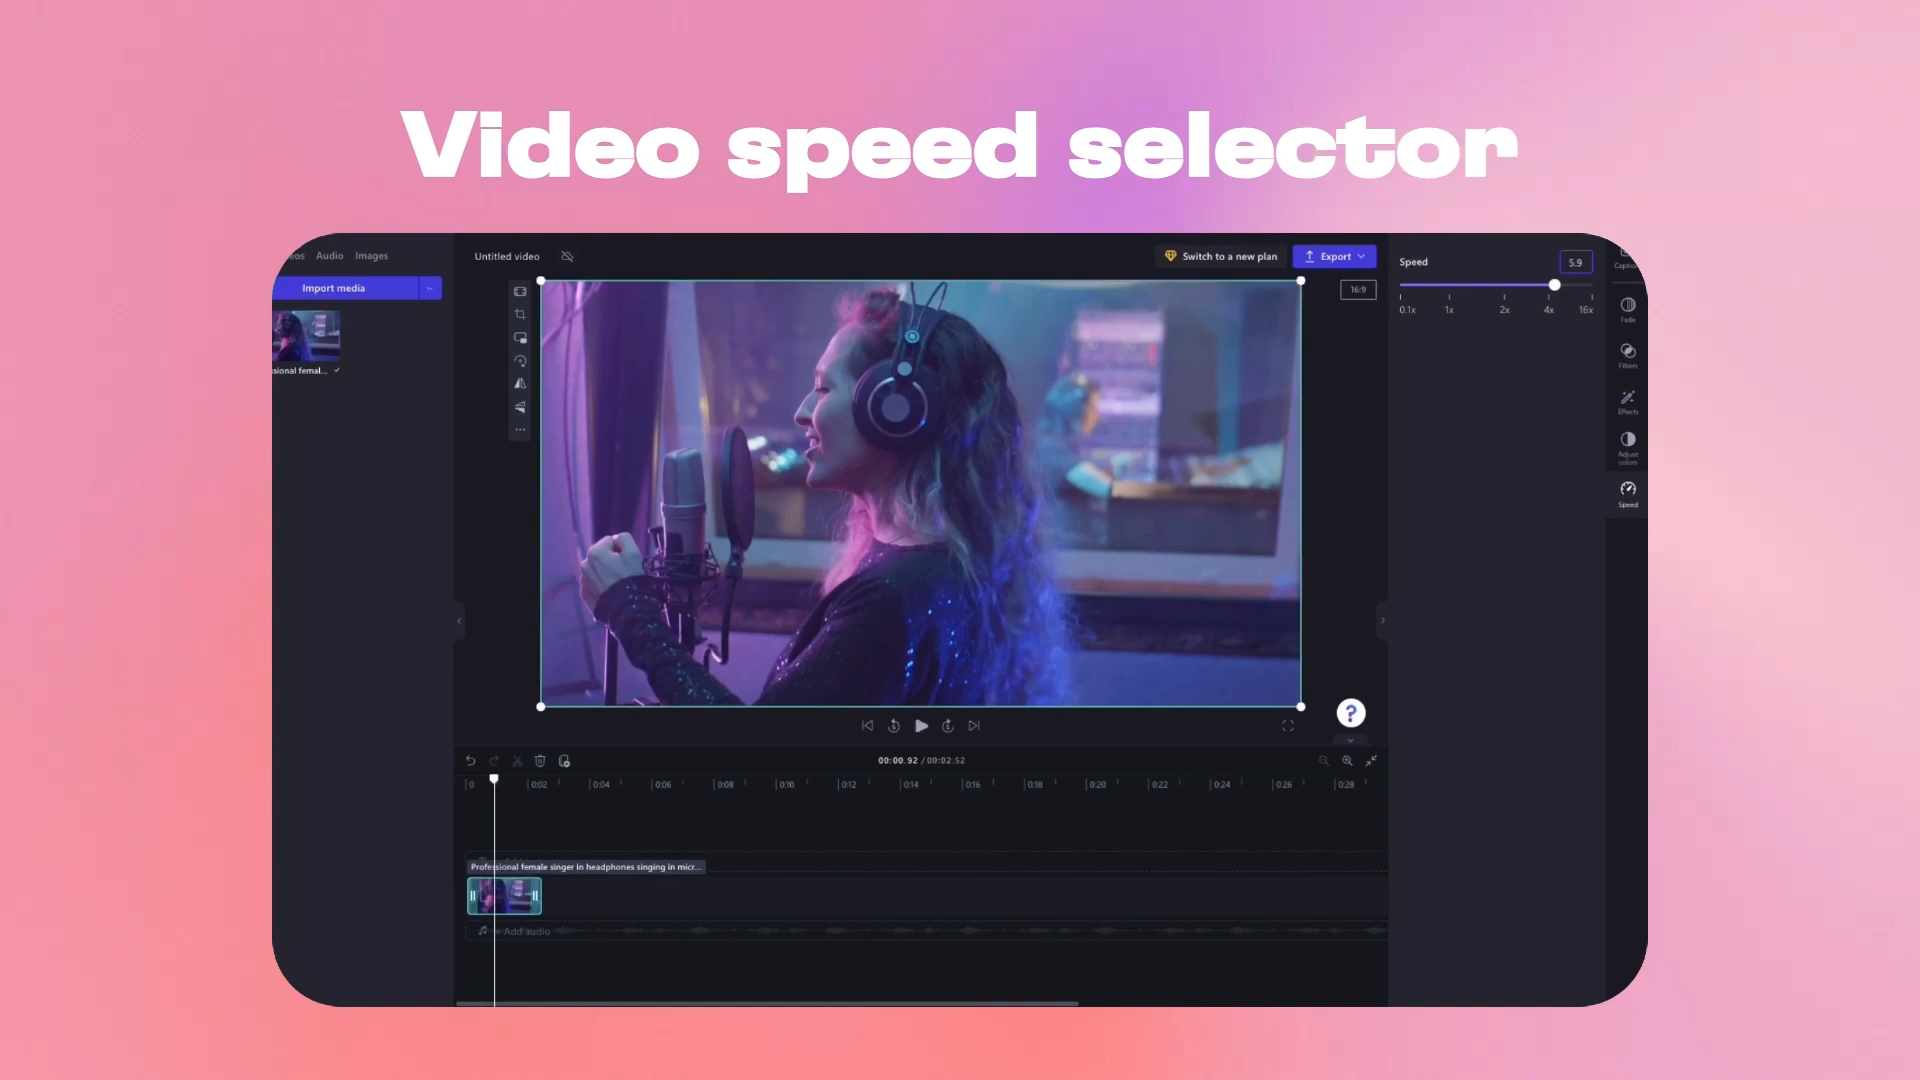 Video speed selector
eos Audio Images
Import media
sional femal...
Untitled video
Switch to a new plan
Export
16:9
Speed
5.9
0.1x 1x 2x 4x 16x
Fade
Filters
Effects
Adjust
colors
Speed
?
00:00.92 / 00:02.52
0 0:02 0:04 0:06 0:08 0:10 0:12 0:14 0:16 0:18 0:20 0:22 0:24 0:26 0:28
Professional female singer in headphones singing in micr...
+ Add audio